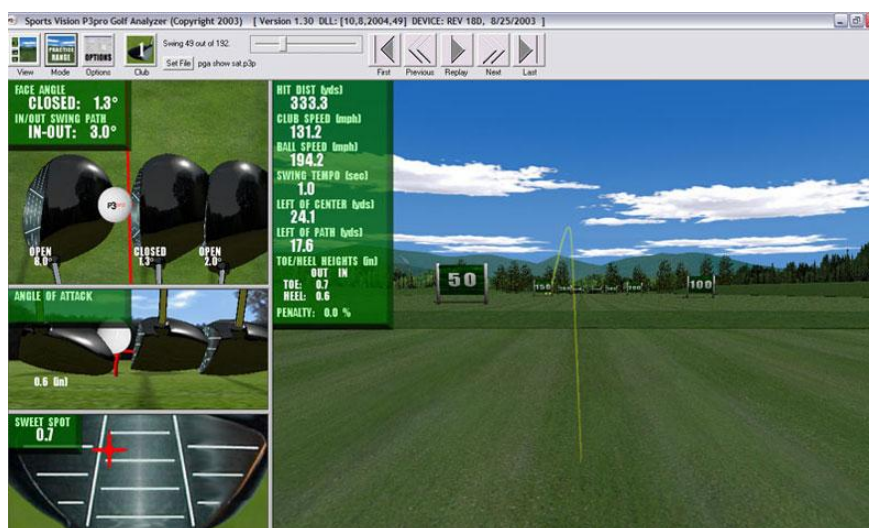 Sports Vision P3pro Golf Analyzer (Copyright 2003) [ Version 1.30 DLL: [10,8,2004,49] DEVICE: REV 18D, 8/25/2003 ]
PRACTICE
RANGE
OPTIONS
1
Swing 49 out of 192.
Set File pga show sat.p3p
View Mode Options Club First Previous Replay Next Last
FACE ANGLE
CLOSED: 1.3°
IN/OUT SWING PATH
IN-OUT: 3.0°
P3pro
OPEN
8.0°
CLOSED
1.3°
OPEN
2.0°
ANGLE OF ATTACK
0.6 (in)
SWEET SPOT
0.7
HIT DIST (yds)
333.3
CLUB SPEED (mph)
131.2
BALL SPEED (mph)
194.2
SWING TEMPO (sec)
1.0
LEFT OF CENTER (yds)
24.1
LEFT OF PATH (yds)
17.6
TOE/HEEL HEIGHTS (in)
OUT IN
TOE: 0.7
HEEL: 0.6
PENALTY: 0.0 %
50
150
100